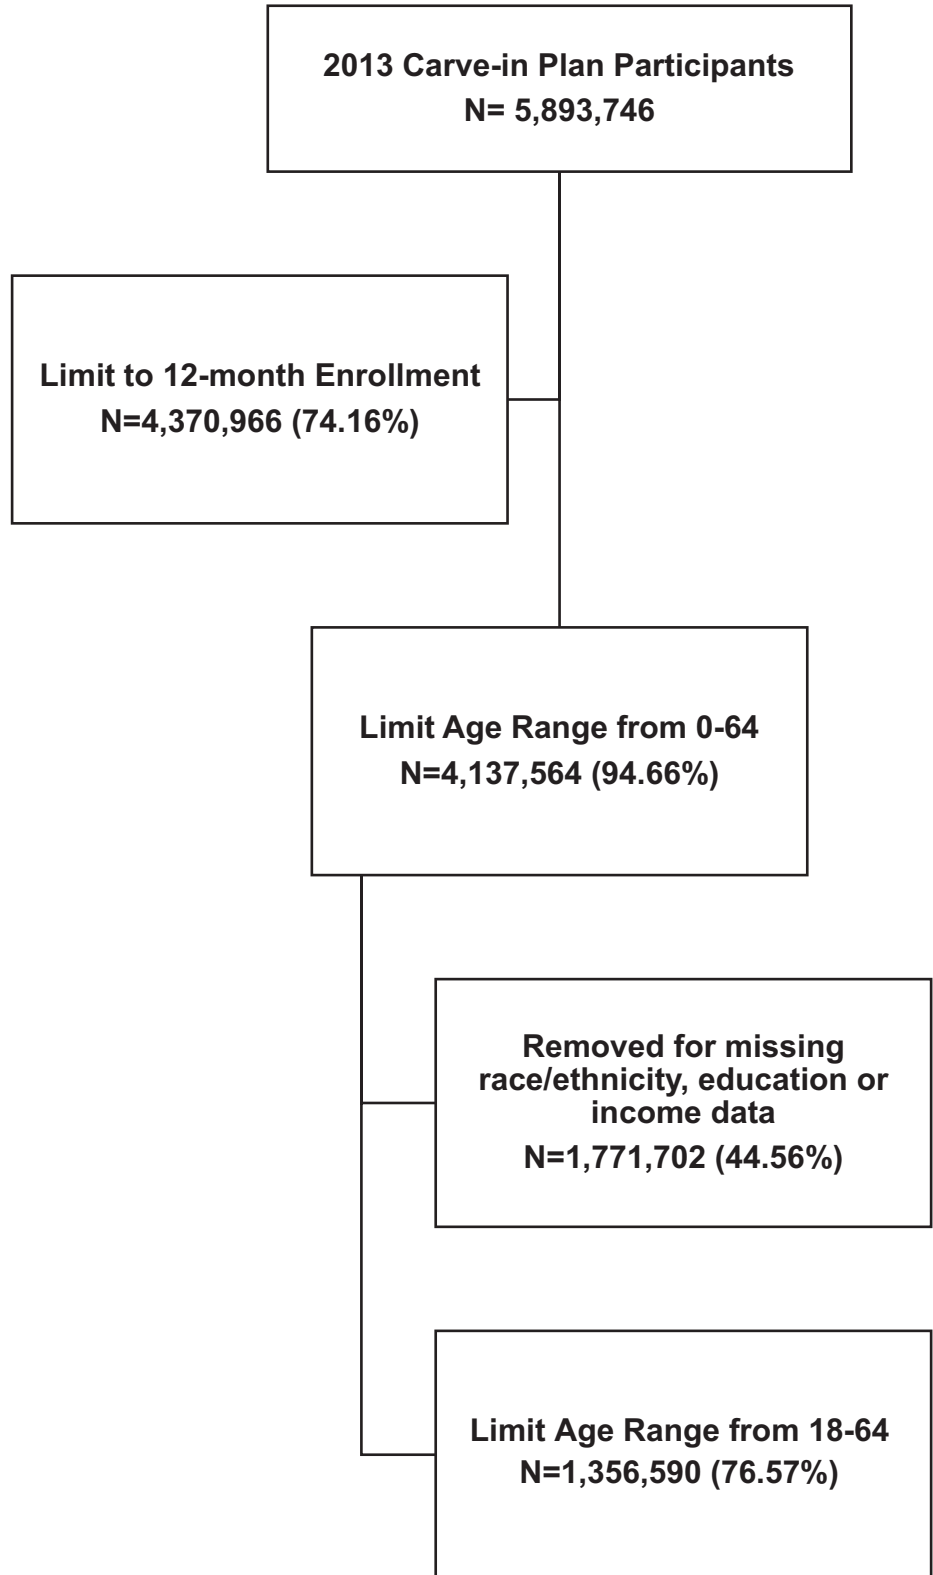 2013 Carve-in Plan Participants
N= 5,893,746
Limit to 12-month Enrollment
N=4,370,966 (74.16%)
Limit Age Range from 0-64
N=4,137,564 (94.66%)
Removed for missing
race/ethnicity, education or
income data
N=1,771,702 (44.56%)
Limit Age Range from 18-64
N=1,356,590 (76.57%)